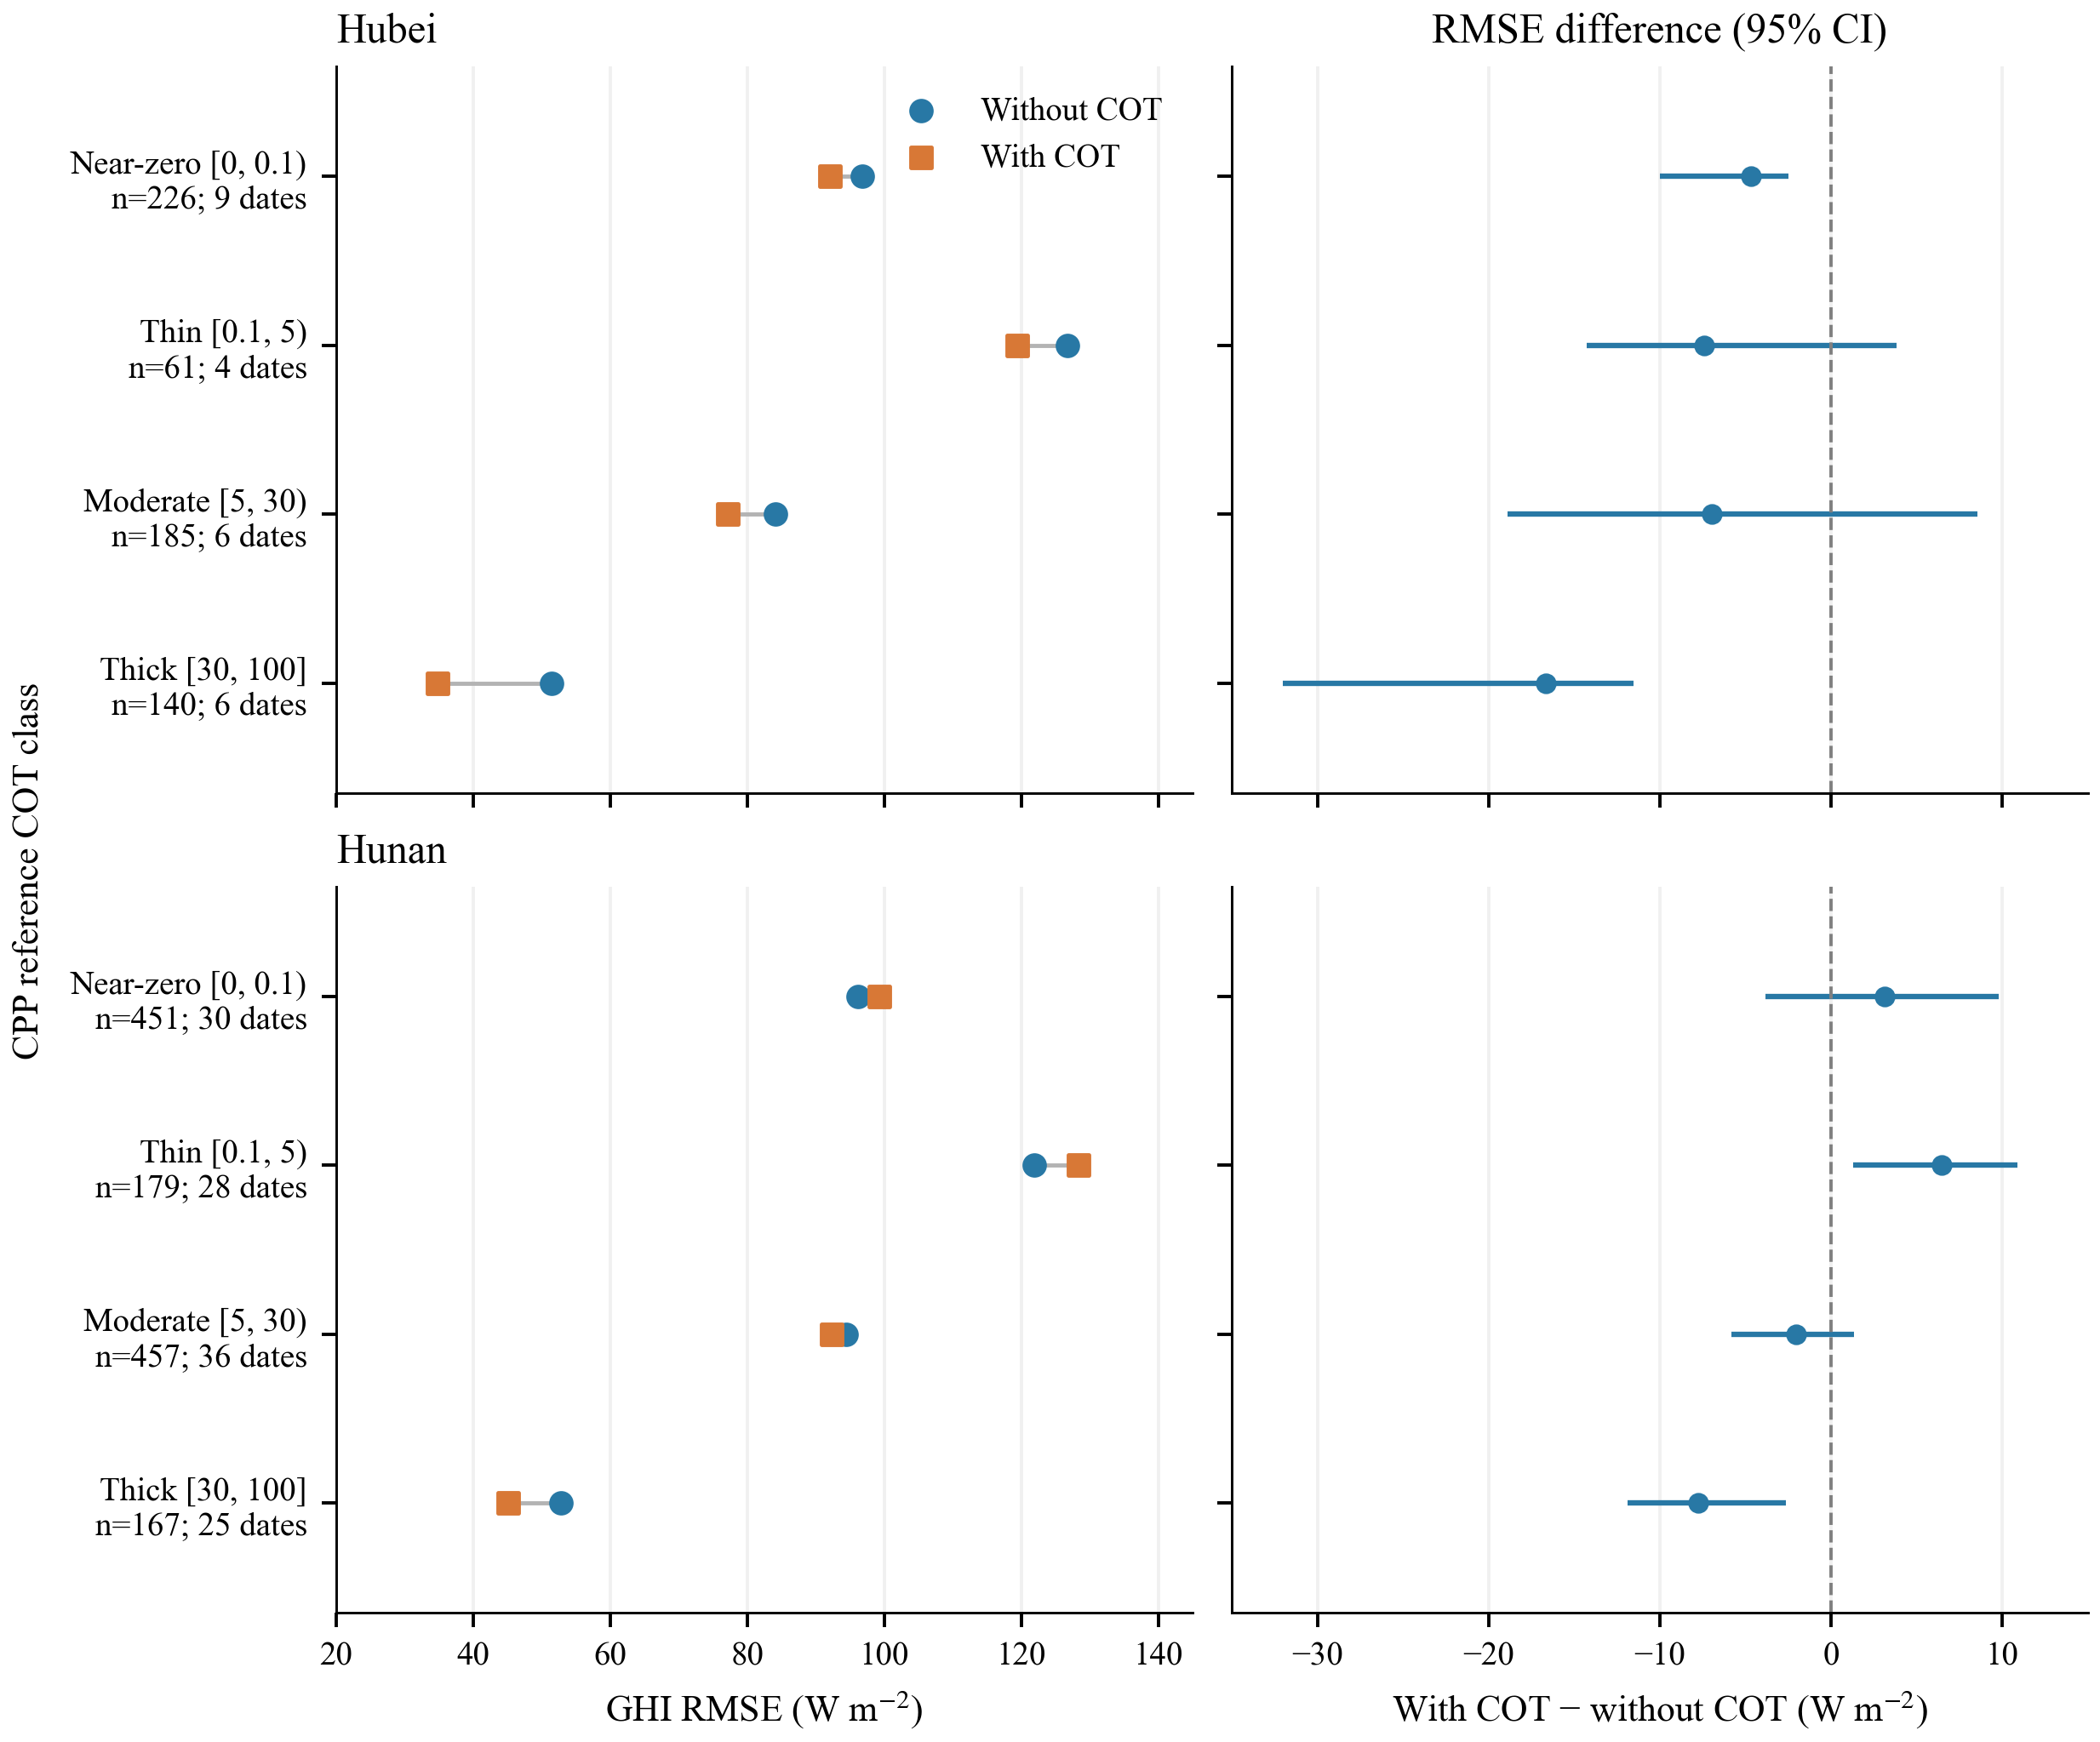 Hubei
RMSE difference (95% CI)
Without COT
With COT
Near-zero [0, 0.1)
n=226; 9 dates
Thin [0.1, 5)
n=61; 4 dates
Moderate [5, 30)
n=185; 6 dates
Thick [30, 100]
n=140; 6 dates
CPP reference COT class
Hunan
Near-zero [0, 0.1)
n=451; 30 dates
Thin [0.1, 5)
n=179; 28 dates
Moderate [5, 30)
n=457; 36 dates
Thick [30, 100]
n=167; 25 dates
20 40 60 80 100 120 140
−30 −20 −10 0 10
GHI RMSE (W m⁻²)
With COT − without COT (W m⁻²)